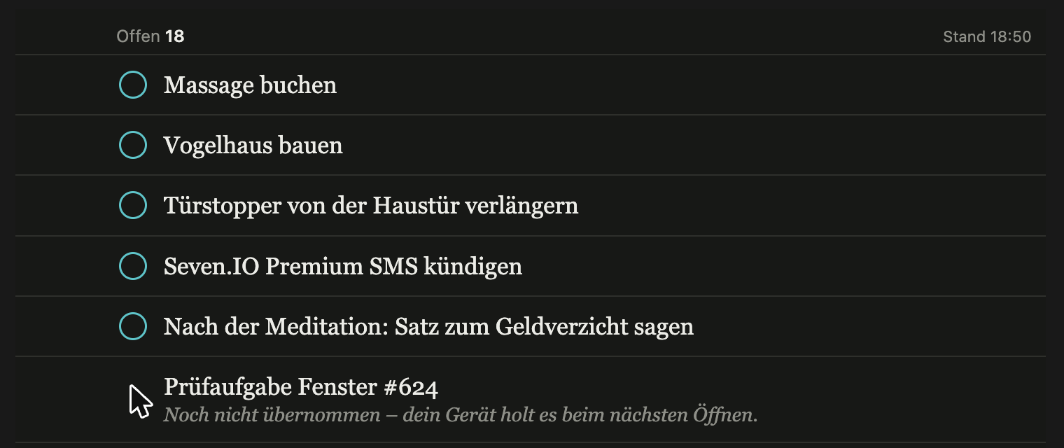 Offen 18
Stand 18:50
Massage buchen
Vogelhaus bauen
Türstopper von der Haustür verlängern
Seven.IO Premium SMS kündigen
Nach der Meditation: Satz zum Geldverzicht sagen
Prüfaufgabe Fenster #624
Noch nicht übernommen – dein Gerät holt es beim nächsten Öffnen.